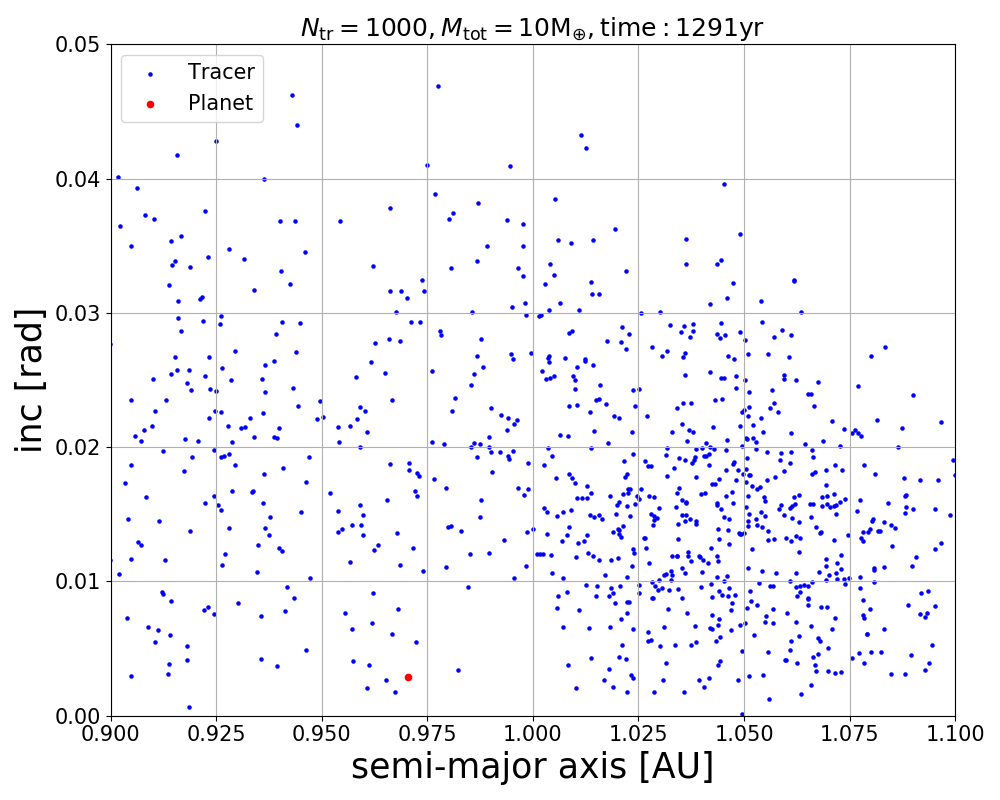 N_tr = 1000, M_tot = 10M_⊕, time : 1291yr
0.05
Tracer
Planet
0.04
0.03
inc [rad]
0.02
0.01
0.00
0.900 0.925 0.950 0.975 1.000 1.025 1.050 1.075 1.100
semi-major axis [AU]